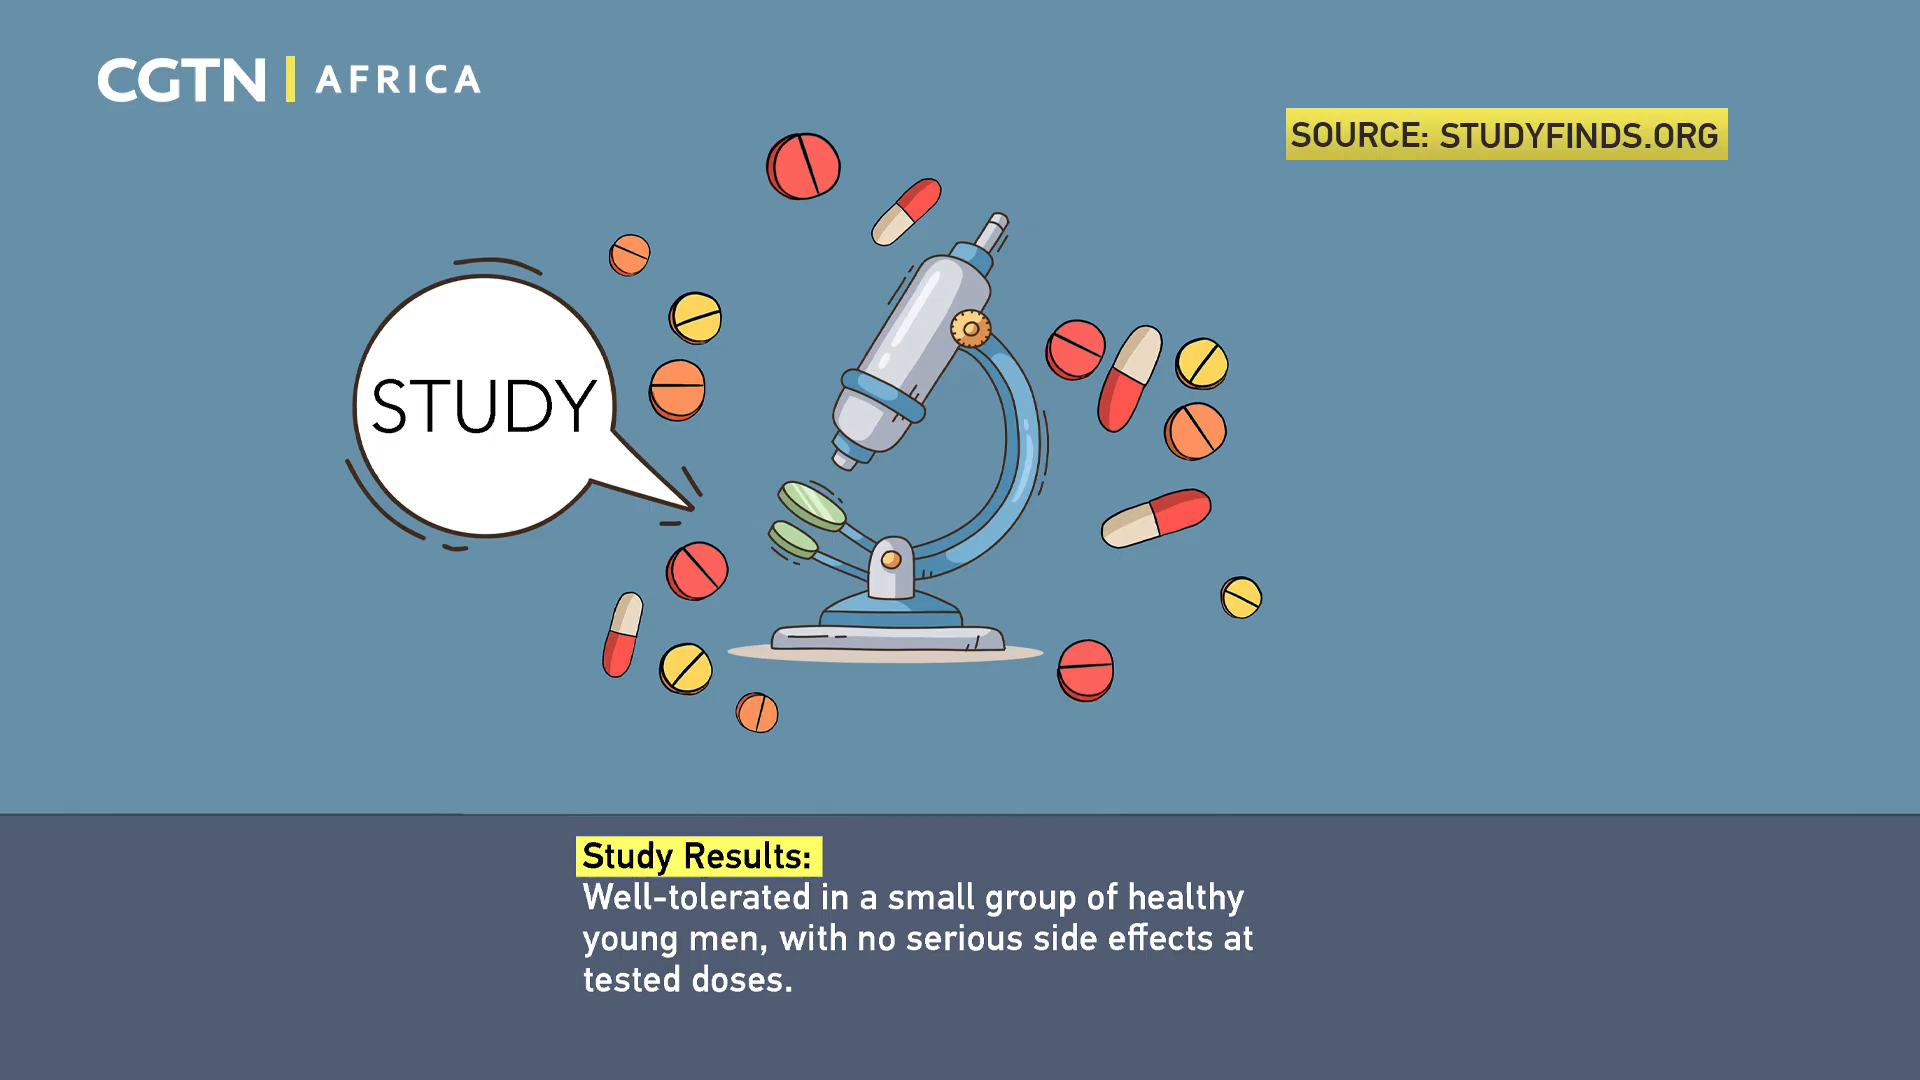 CGTN | AFRICA
SOURCE: STUDYFINDS.ORG
STUDY
Study Results:
Well-tolerated in a small group of healthy
young men, with no serious side effects at
tested doses.